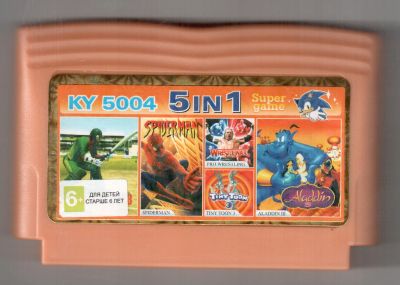 KY 5004 5 IN 1 Super game
SPIDERMAN
WRESTLING
PRO WRESTLING
6+
ДЛЯ ДЕТЕЙ
СТАРШЕ 6 ЛЕТ
SPIDERMAN
TINY TOON
TINY TOON 3
Aladdin
ALADDIN III